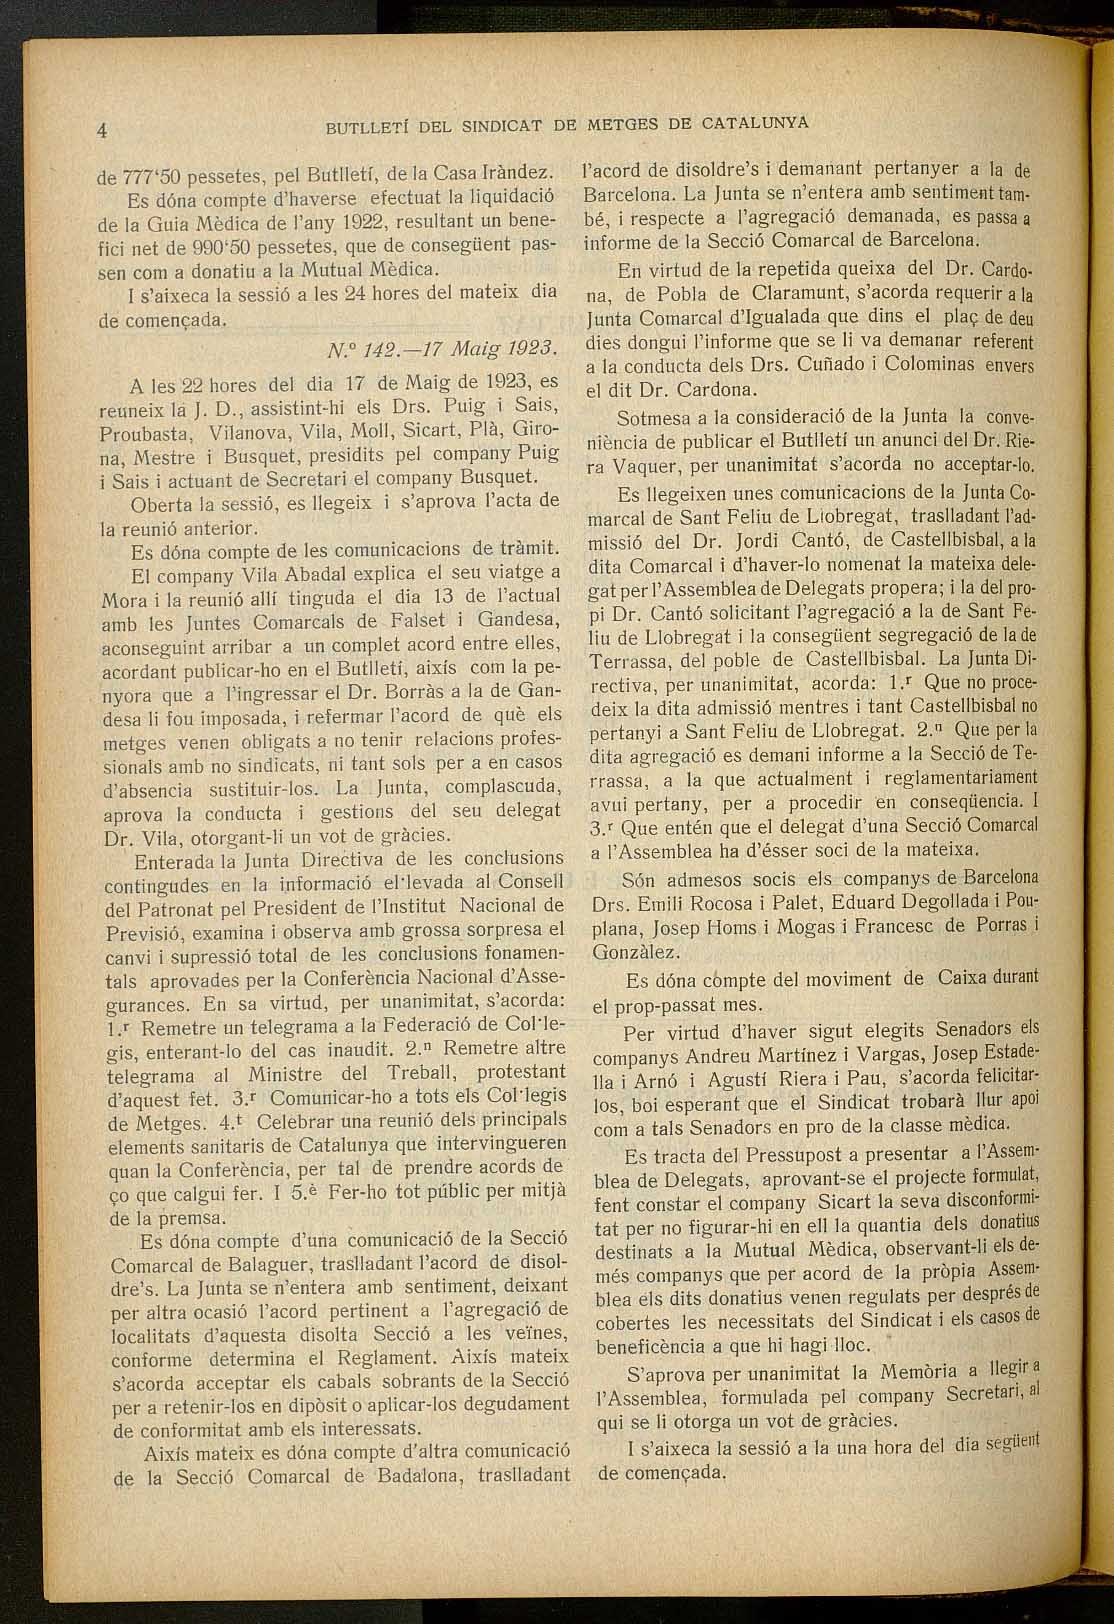 4
BUTLLETÍ DEL SINDICAT DE METGES DE CATALUNYA
de 777‘50 pessetes, pel Butlletí, de la Casa Iràndez.
Es dóna compte d’haverse efectuat la liquidació
de la Guia Mèdica de l’any 1922, resultant un bene-
fici net de 990‘50 pessetes, que de consegüent pas-
sen com a donatiu a la Mutual Mèdica.
I s’aixeca la sessió a les 24 hores del mateix dia
de començada.
N.º 142.—17 Maig 1923.
A les 22 hores del dia 17 de Maig de 1923, es
reuneix la J. D., assistint-hi els Drs. Puig i Sais,
Proubasta, Vilanova, Vila, Moll, Sicart, Plà, Giro-
na, Mestre i Busquet, presidits pel company Puig
i Sais i actuant de Secretari el company Busquet.
Oberta la sessió, es llegeix i s’aprova l’acta de
la reunió anterior.
Es dóna compte de les comunicacions de tràmit.
El company Vila Abadal explica el seu viatge a
Mora i la reunió allí tinguda el dia 13 de l’actual
amb les Juntes Comarcals de Falset i Gandesa,
aconseguint arribar a un complet acord entre elles,
acordant publicar-ho en el Butlletí, aixís com la pe-
nyora que a l’ingressar el Dr. Borràs a la de Gan-
desa li fou imposada, i refermar l’acord de què els
metges venen obligats a no tenir relacions profes-
sionals amb no sindicats, ni tant sols per a en casos
d’absencia sustituir-los. La Junta, complascuda,
aprova la conducta i gestions del seu delegat
Dr. Vila, otorgant-li un vot de gràcies.
Enterada la Junta Directiva de les conclusions
contingudes en la informació el·levada al Consell
del Patronat pel President de l’Institut Nacional de
Previsió, examina i observa amb grossa sorpresa el
canvi i supressió total de les conclusions fonamen-
tals aprovades per la Conferència Nacional d’Asse-
gurances. En sa virtud, per unanimitat, s’acorda:
1.r Remetre un telegrama a la Federació de Col·le-
gis, enterant-lo del cas inaudit. 2.n Remetre altre
telegrama al Ministre del Treball, protestant
d’aquest fet. 3.r Comunicar-ho a tots els Col·legis
de Metges. 4.t Celebrar una reunió dels principals
elements sanitaris de Catalunya que intervingueren
quan la Conferència, per tal de prendre acords de
ço que calgui fer. I 5.è Fer-ho tot públic per mitjà
de la premsa.
Es dóna compte d’una comunicació de la Secció
Comarcal de Balaguer, traslladant l’acord de disol-
dre’s. La Junta se n’entera amb sentiment, deixant
per altra ocasió l’acord pertinent a l’agregació de
localitats d’aquesta disolta Secció a les veïnes,
conforme determina el Reglament. Aixís mateix
s’acorda acceptar els cabals sobrants de la Secció
per a retenir-los en dipòsit o aplicar-los degudament
de conformitat amb els interessats.
Aixís mateix es dóna compte d’altra comunicació
de la Secció Comarcal de Badalona, traslladant
l’acord de disoldre’s i demanant pertanyer a la de
Barcelona. La Junta se n’entera amb sentiment tam-
bé, i respecte a l’agregació demanada, es passa a
informe de la Secció Comarcal de Barcelona.
En virtud de la repetida queixa del Dr. Cardo-
na, de Pobla de Claramunt, s’acorda requerir a la
Junta Comarcal d’Igualada que dins el plaç de deu
dies dongui l’informe que se li va demanar referent
a la conducta dels Drs. Cuñado i Colominas envers
el dit Dr. Cardona.
Sotmesa a la consideració de la Junta la conve-
niència de publicar el Butlletí un anunci del Dr. Rie-
ra Vaquer, per unanimitat s’acorda no acceptar-lo.
Es llegeixen unes comunicacions de la Junta Co-
marcal de Sant Feliu de Llobregat, traslladant l’ad-
missió del Dr. Jordi Cantó, de Castellbisbal, a la
dita Comarcal i d’haver-lo nomenat la mateixa dele-
gat per l’Assemblea de Delegats propera; i la del pro-
pi Dr. Cantó solicitant l’agregació a la de Sant Fe-
liu de Llobregat i la consegüent segregació de la de
Terrassa, del poble de Castellbisbal. La Junta Di-
rectiva, per unanimitat, acorda: 1.r Que no proce-
deix la dita admissió mentres i tant Castellbisbal no
pertanyi a Sant Feliu de Llobregat. 2.n Que per la
dita agregació es demani informe a la Secció de Te-
rrassa, a la que actualment i reglamentariament
avui pertany, per a procedir en conseqüencia. I
3.r Que entén que el delegat d’una Secció Comarcal
a l’Assemblea ha d’ésser soci de la mateixa.
Són admesos socis els companys de Barcelona
Drs. Emili Rocosa i Palet, Eduard Degollada i Pou-
plana, Josep Homs i Mogas i Francesc de Porras i
Gonzàlez.
Es dóna còmpte del moviment de Caixa durant
el prop-passat mes.
Per virtud d’haver sigut elegits Senadors els
companys Andreu Martínez i Vargas, Josep Estade-
lla i Arnó i Agustí Riera i Pau, s’acorda felicitar-
los, boi esperant que el Sindicat trobarà llur apoi
com a tals Senadors en pro de la classe mèdica.
Es tracta del Pressupost a presentar a l’Assem-
blea de Delegats, aprovant-se el projecte formulat,
fent constar el company Sicart la seva disconformi-
tat per no figurar-hi en ell la quantia dels donatius
destinats a la Mutual Mèdica, observant-li els de-
més companys que per acord de la pròpia Assem-
blea els dits donatius venen regulats per després de
cobertes les necessitats del Sindicat i els casos de
beneficència a que hi hagi lloc.
S’aprova per unanimitat la Memòria a llegir a
l’Assemblea, formulada pel company Secretari, al
qui se li otorga un vot de gràcies.
I s’aixeca la sessió a la una hora del dia següent
de començada.